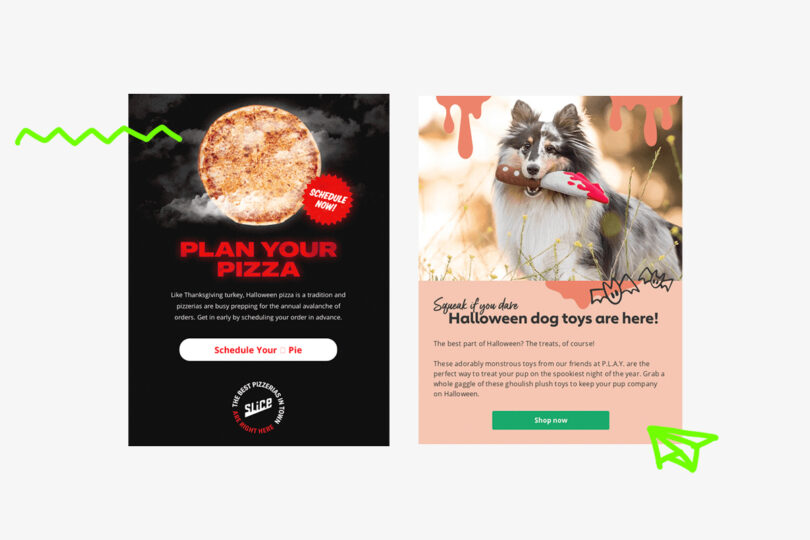 SCHEDULE
NOW!
PLAN YOUR
PIZZA
Like Thanksgiving turkey, Halloween pizza is a tradition and
pizzerias are busy prepping for the annual avalanche of
orders. Get in early by scheduling your order in advance.
Schedule Your Pie
THE BEST PIZZERIAS IN TOWN
SLiCE
ARE RIGHT HERE
Squeak if you dare
Halloween dog toys are here!
The best part of Halloween? The treats, of course!
These adorably monstrous toys from our friends at P.L.A.Y. are the
perfect way to treat your pup on the spookiest night of the year. Grab a
whole gaggle of these ghoulish plush toys to keep your pup company
on Halloween.
Shop now